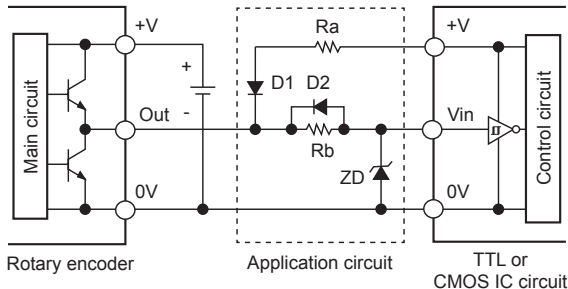 +V
+V
Ra
+
D1
D2
Main circuit
Out
-
Vin
Control circuit
Rb
ZD
0V
0V
Rotary encoder
Application circuit
TTL or
CMOS IC circuit